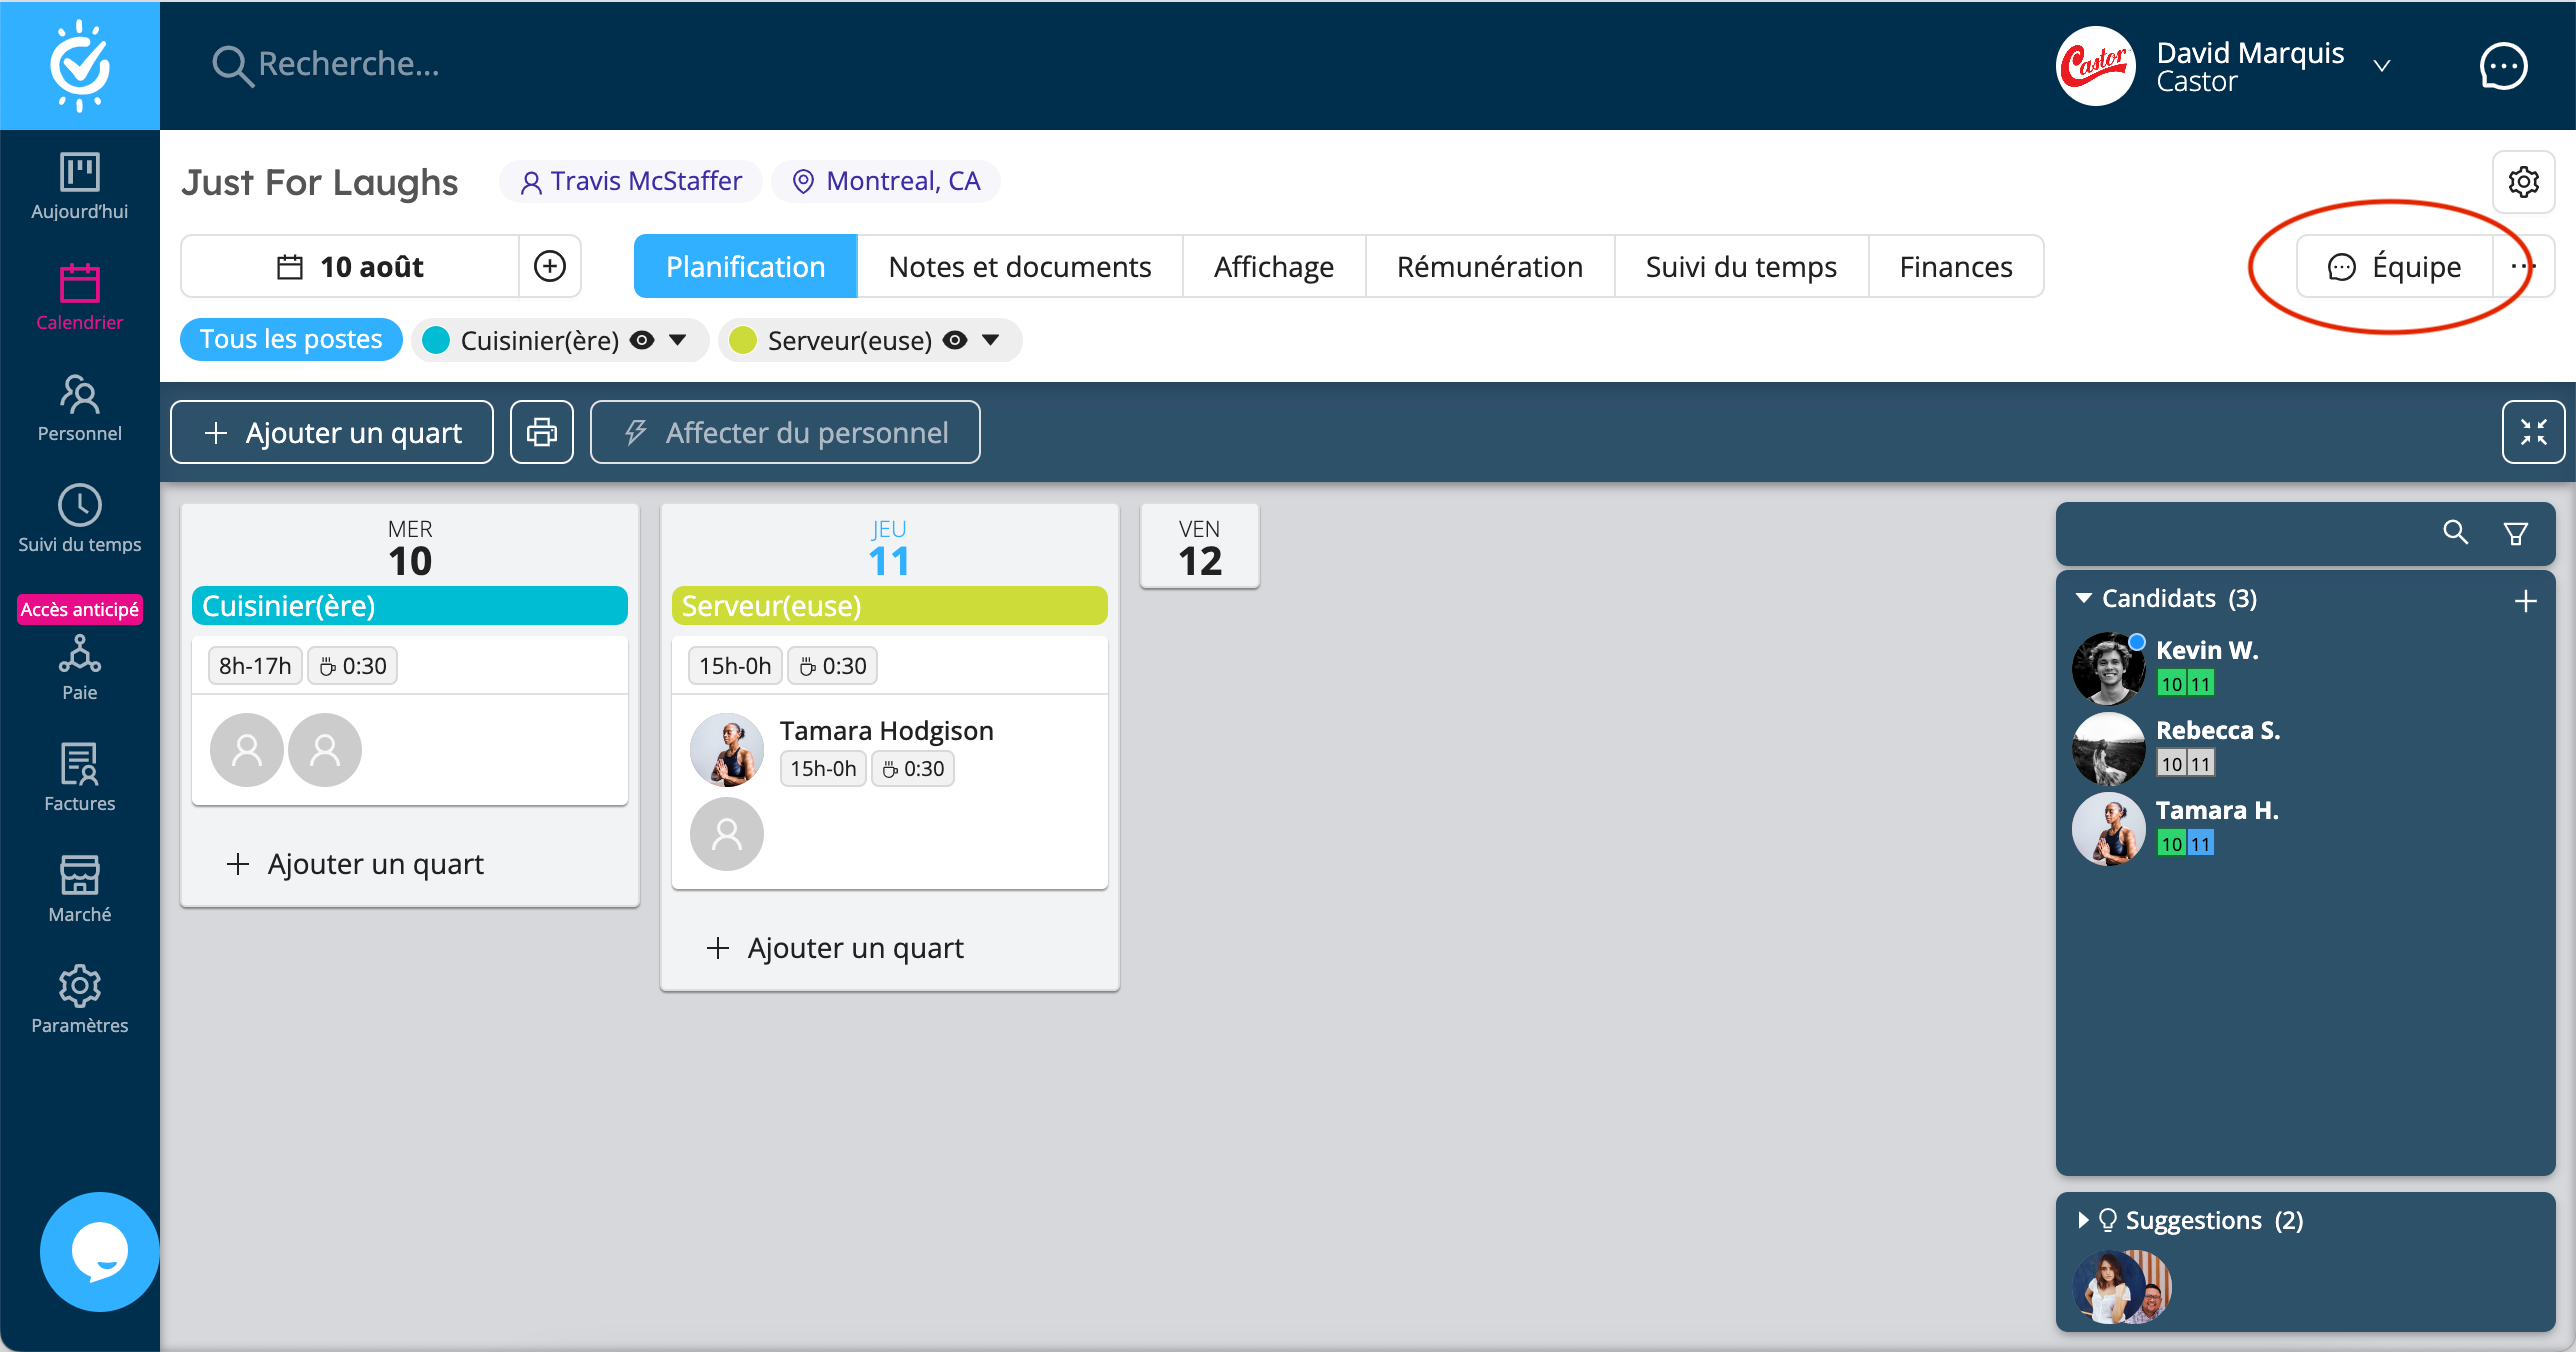 Recherche...
Castor
David Marquis
Castor
Aujourd'hui
Calendrier
Personnel
Suivi du temps
Accès anticipé
Paie
Factures
Marché
Paramètres
Just For Laughs
Travis McStaffer
Montreal, CA
10 août
Planification
Notes et documents
Affichage
Rémunération
Suivi du temps
Finances
Équipe
Tous les postes
Cuisinier(ère)
Serveur(euse)
Ajouter un quart
Affecter du personnel
MER
10
Cuisinier(ère)
8h-17h 0:30
Ajouter un quart
JEU
11
Serveur(euse)
15h-0h 0:30
Tamara Hodgison
15h-0h 0:30
Ajouter un quart
VEN
12
Candidats (3)
Kevin W.
10 11
Rebecca S.
10 11
Tamara H.
10 11
Suggestions (2)